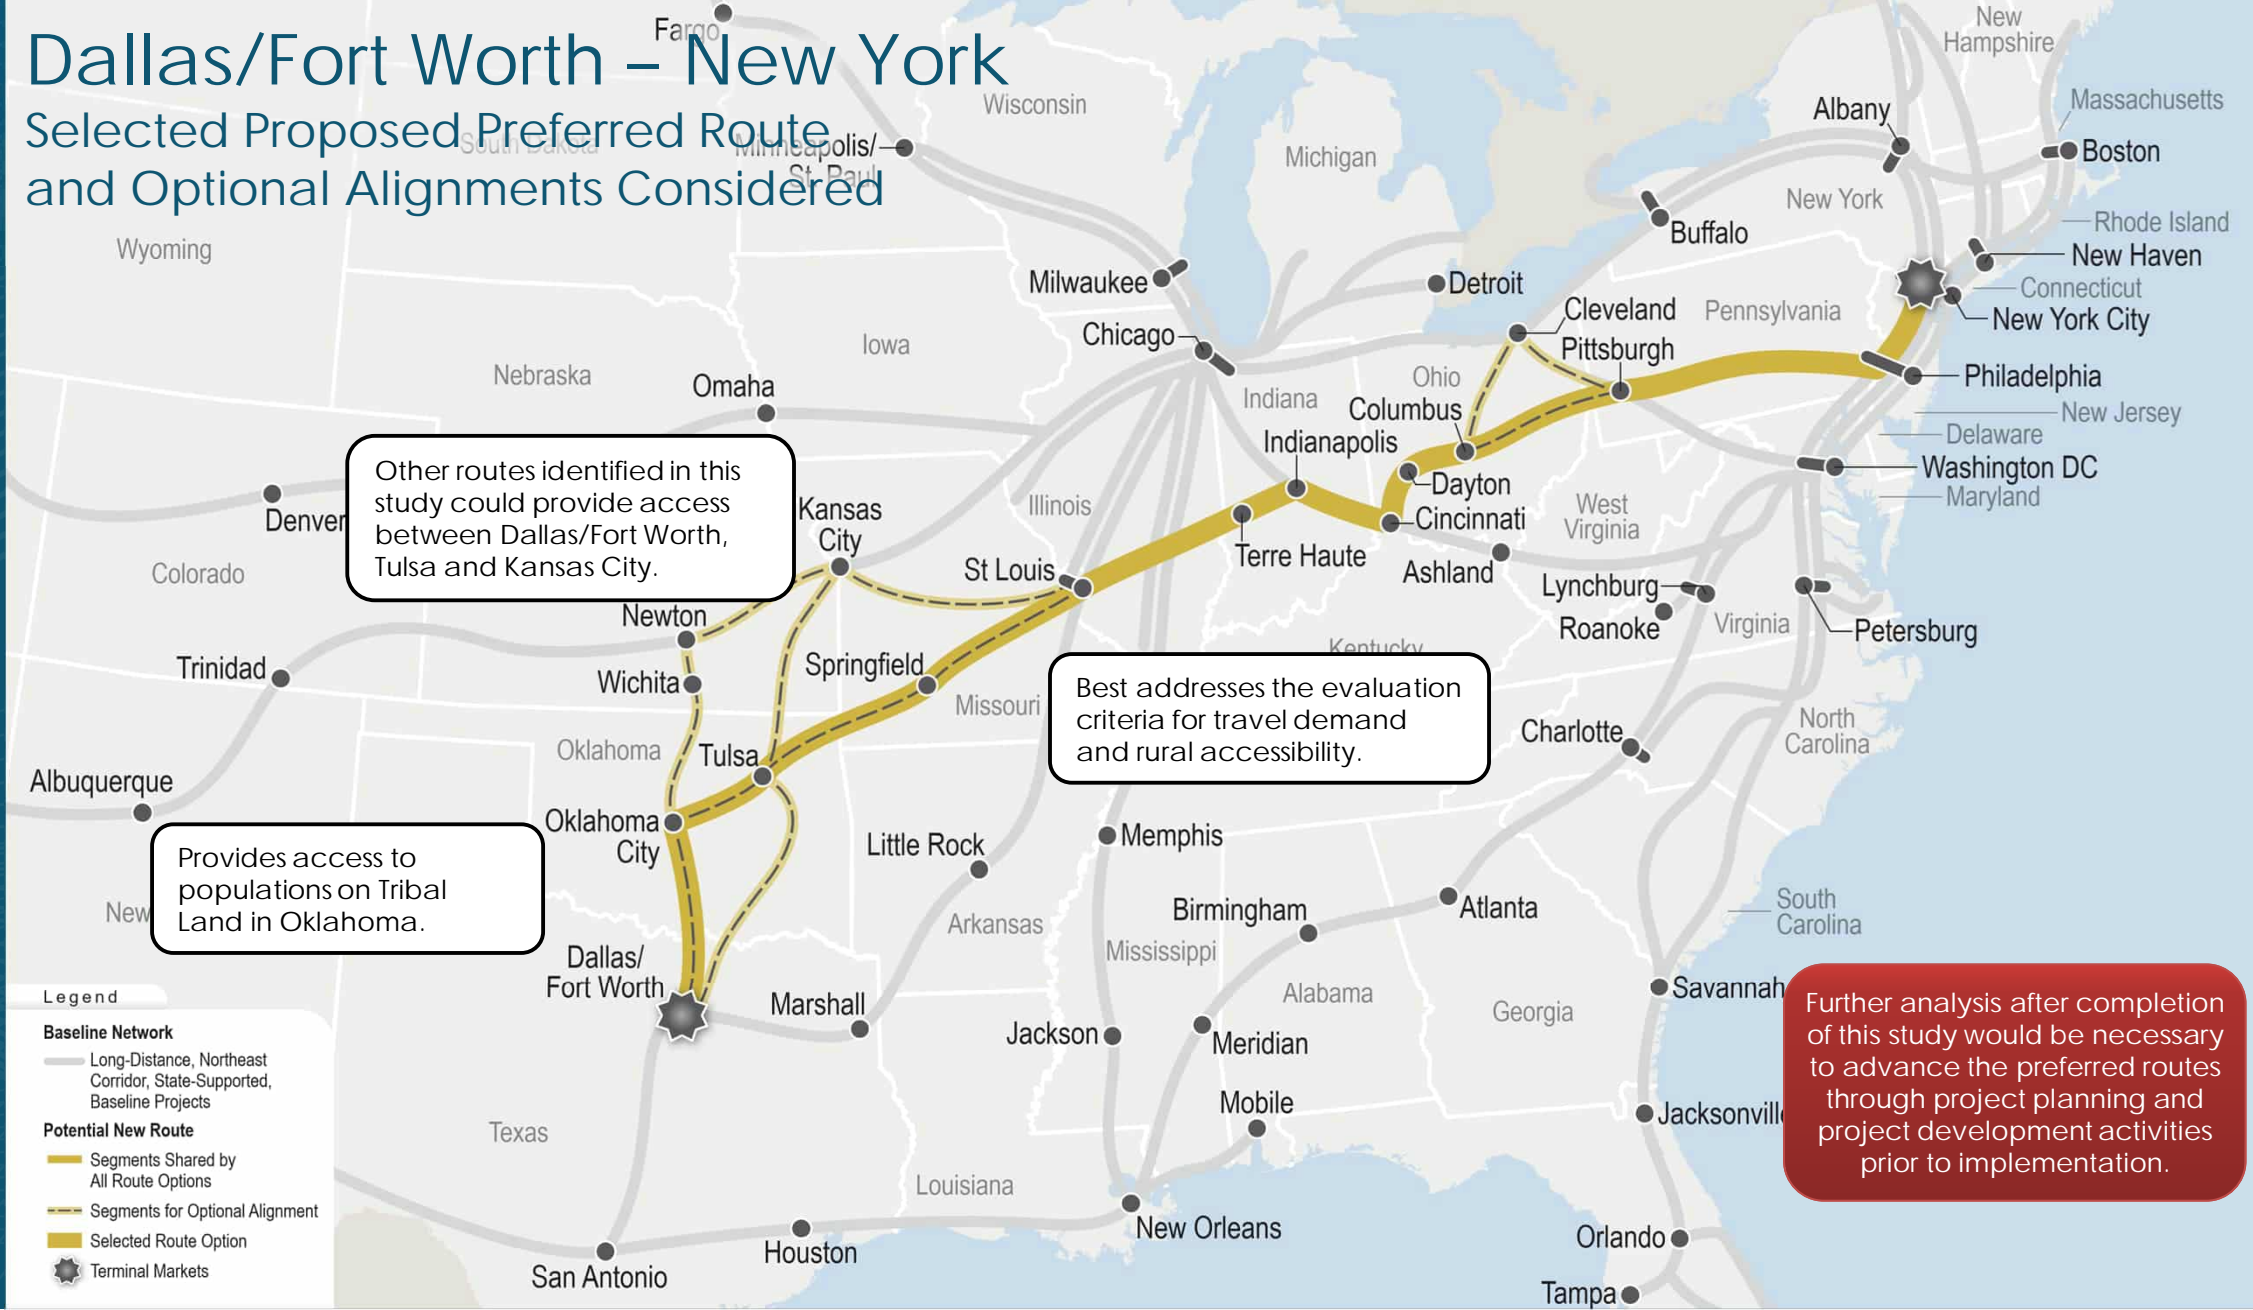 Dallas/Fort Worth – New York
Selected Proposed Preferred Route
and Optional Alignments Considered
Fargo
South Dakota
Minneapolis/
St. Paul
Wisconsin
Michigan
New
Hampshire
Massachusetts
Albany
Boston
New York
Rhode Island
Buffalo
New Haven
Connecticut
New York City
Wyoming
Milwaukee
Detroit
Cleveland
Pennsylvania
Chicago
Pittsburgh
Iowa
Nebraska
Omaha
Indiana
Ohio
Columbus
Philadelphia
New Jersey
Delaware
Indianapolis
Washington DC
Maryland
Dayton
Cincinnati
West
Virginia
Other routes identified in this
study could provide access
between Dallas/Fort Worth,
Tulsa and Kansas City.
Denver
Kansas
City
Illinois
Colorado
St Louis
Terre Haute
Ashland
Lynchburg
Roanoke
Virginia
Petersburg
Newton
Kentucky
Trinidad
Wichita
Springfield
Missouri
Best addresses the evaluation
criteria for travel demand
and rural accessibility.
Charlotte
North
Carolina
Oklahoma
Tulsa
Albuquerque
Oklahoma
City
Little Rock
Memphis
Provides access to
populations on Tribal
Land in Oklahoma.
New
Arkansas
Birmingham
Atlanta
South
Carolina
Mississippi
Dallas/
Fort Worth
Marshall
Alabama
Georgia
Savannah
Jackson
Meridian
Further analysis after completion
of this study would be necessary
to advance the preferred routes
through project planning and
project development activities
prior to implementation.
Mobile
Jacksonville
Texas
Louisiana
New Orleans
Houston
San Antonio
Orlando
Tampa
Legend
Baseline Network
Long-Distance, Northeast
Corridor, State-Supported,
Baseline Projects
Potential New Route
Segments Shared by
All Route Options
Segments for Optional Alignment
Selected Route Option
Terminal Markets